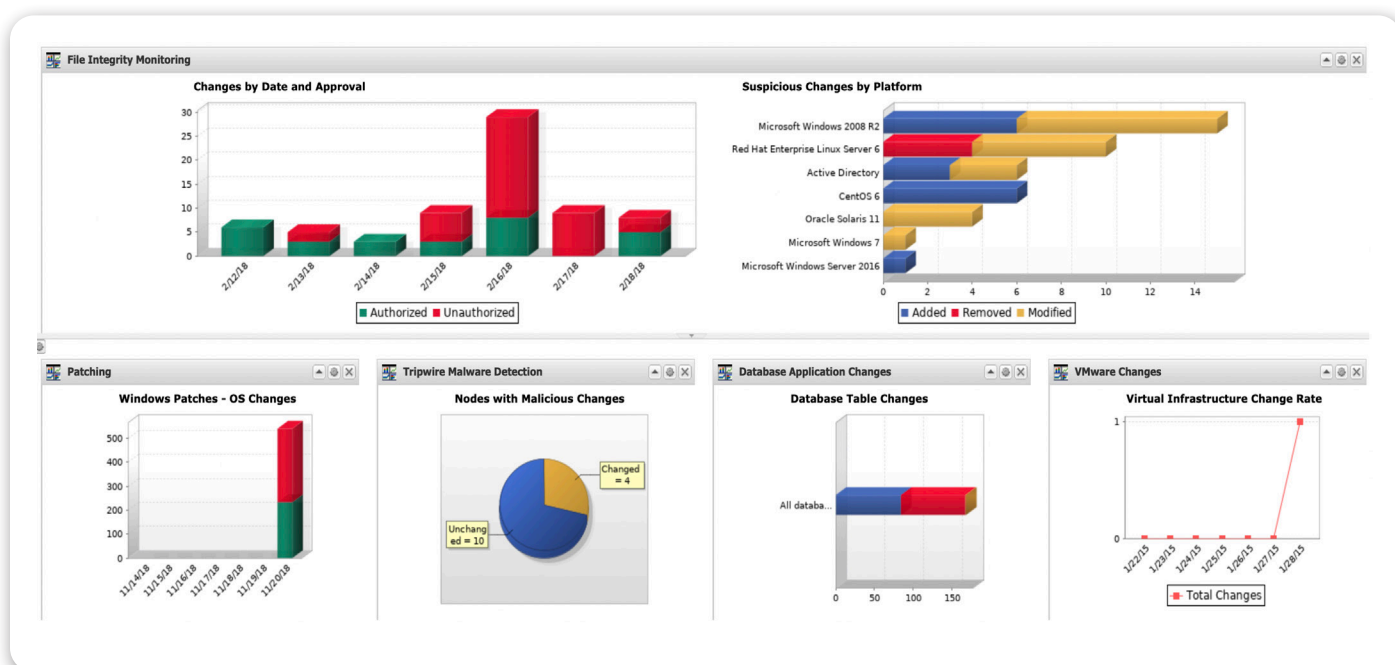 File Integrity Monitoring
Changes by Date and Approval
30
25
20
15
10
5
0
2/12/18
2/13/18
2/14/18
2/15/18
2/16/18
2/17/18
2/18/18
Authorized Unauthorized
Suspicious Changes by Platform
Microsoft Windows 2008 R2
Red Hat Enterprise Linux Server 6
Active Directory
CentOS 6
Oracle Solaris 11
Microsoft Windows 7
Microsoft Windows Server 2016
0 2 4 6 8 10 12 14
Added Removed Modified
Patching
Windows Patches - OS Changes
500
400
300
200
100
0
11/14/18
11/15/18
11/16/18
11/17/18
11/18/18
11/19/18
11/20/18
Tripwire Malware Detection
Nodes with Malicious Changes
Changed
= 4
Unchang
ed = 10
Database Application Changes
Database Table Changes
All databa...
0 50 100 150
VMware Changes
Virtual Infrastructure Change Rate
1
0
1/22/15
1/23/15
1/24/15
1/25/15
1/26/15
1/27/15
1/28/15
Total Changes